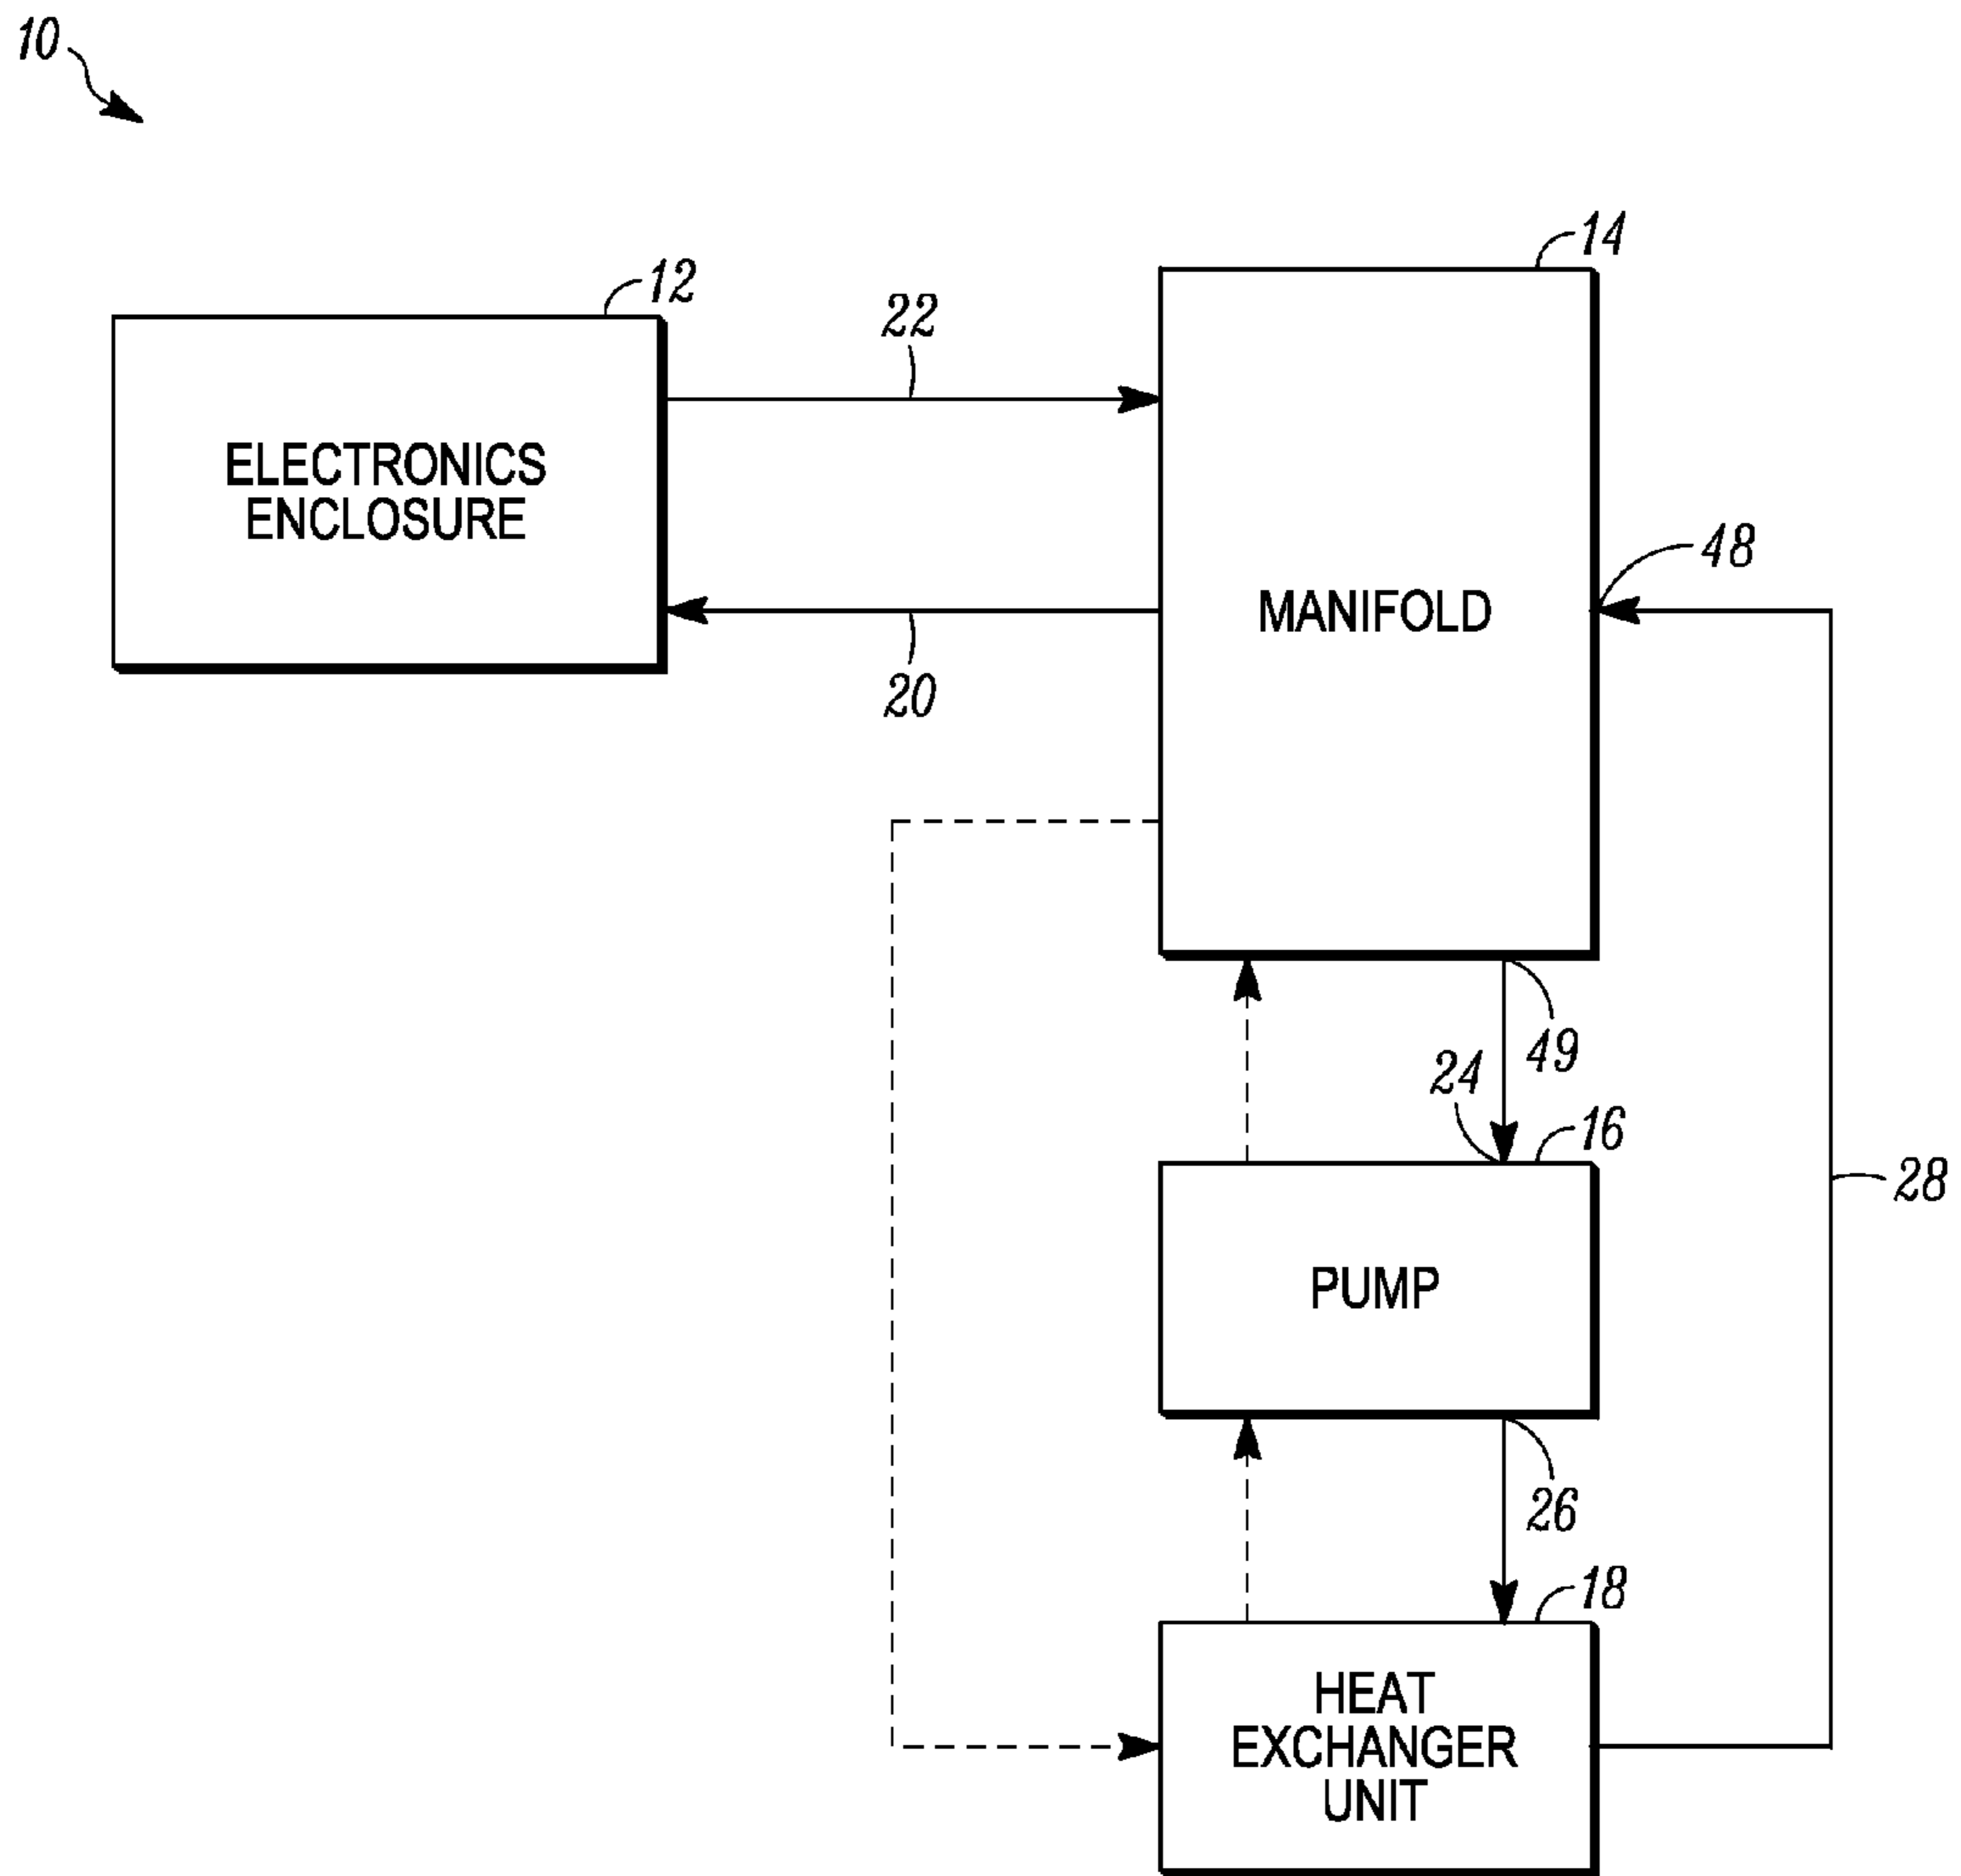 10
14
12
22
ELECTRONICS
ENCLOSURE
48
MANIFOLD
20
49
24
16
28
PUMP
26
18
HEAT
EXCHANGER
UNIT